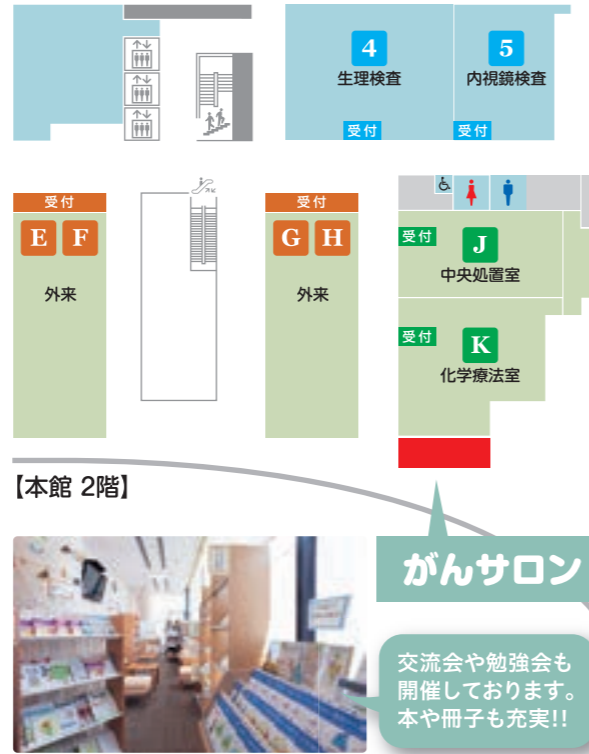 4
生理検査
受付
5
内視鏡検査
受付
受付
E F
外来
受付
G H
外来
受付
J
中央処置室
受付
K
化学療法室
【本館 2階】
がんサロン
交流会や勉強会も
開催しております。
本や冊子も充実!!